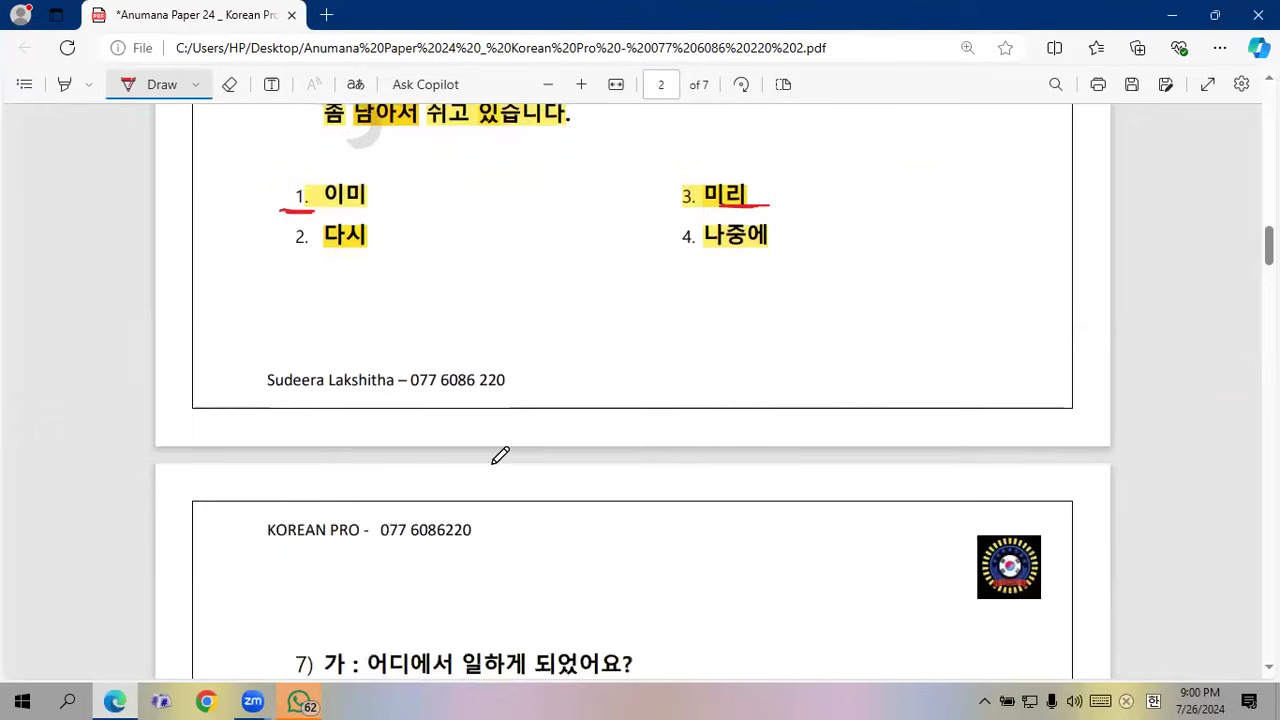 *Anumana Paper 24 _ Korean Pro
File C:/Users/HP/Desktop/Anumana%20Paper%2024%20_%20Korean%20Pro%20-%20077%206086%20220%202.pdf
Draw Ask Copilot 2 of 7
좀 남아서 쉬고 있습니다.
1. 이미 3. 미리
2. 다시 4. 나중에
Sudeera Lakshitha – 077 6086 220
KOREAN PRO - 077 6086220
7) 가 : 어디에서 일하게 되었어요?
62
9:00 PM
7/26/2024